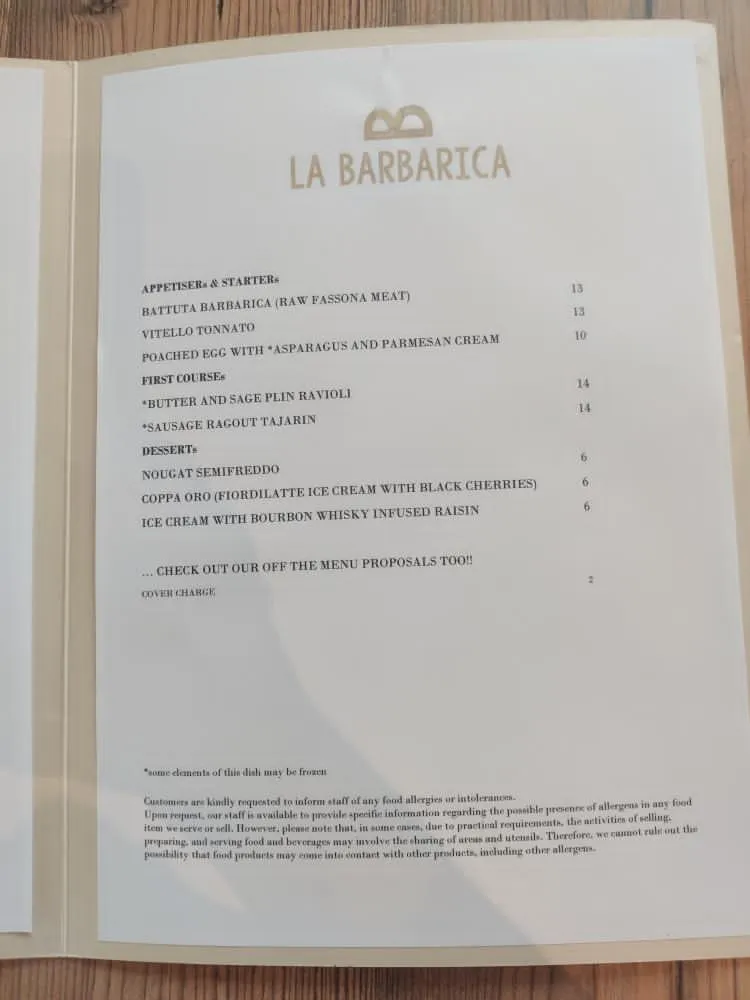 LA BARBARICA
APPETISERs & STARTERs
BATTUTA BARBARICA (RAW FASSONA MEAT) 13
VITELLO TONNATO 13
POACHED EGG WITH *ASPARAGUS AND PARMESAN CREAM 10
FIRST COURSEs
*BUTTER AND SAGE PLIN RAVIOLI 14
*SAUSAGE RAGOUT TAJARIN 14
DESSERTs
NOUGAT SEMIFREDDO 6
COPPA ORO (FIORDILATTE ICE CREAM WITH BLACK CHERRIES) 6
ICE CREAM WITH BOURBON WHISKY INFUSED RAISIN 6
... CHECK OUT OUR OFF THE MENU PROPOSALS TOO!!
COVER CHARGE 2
*some elements of this dish may be frozen
Customers are kindly requested to inform staff of any food allergies or intolerances.
Upon request, our staff is available to provide specific information regarding the possible presence of allergens in any food
item we serve or sell. However, please note that, in some cases, due to practical requirements, the activities of selling,
preparing, and serving food and beverages may involve the sharing of areas and utensils. Therefore, we cannot rule out the
possibility that food products may come into contact with other products, including other allergens.